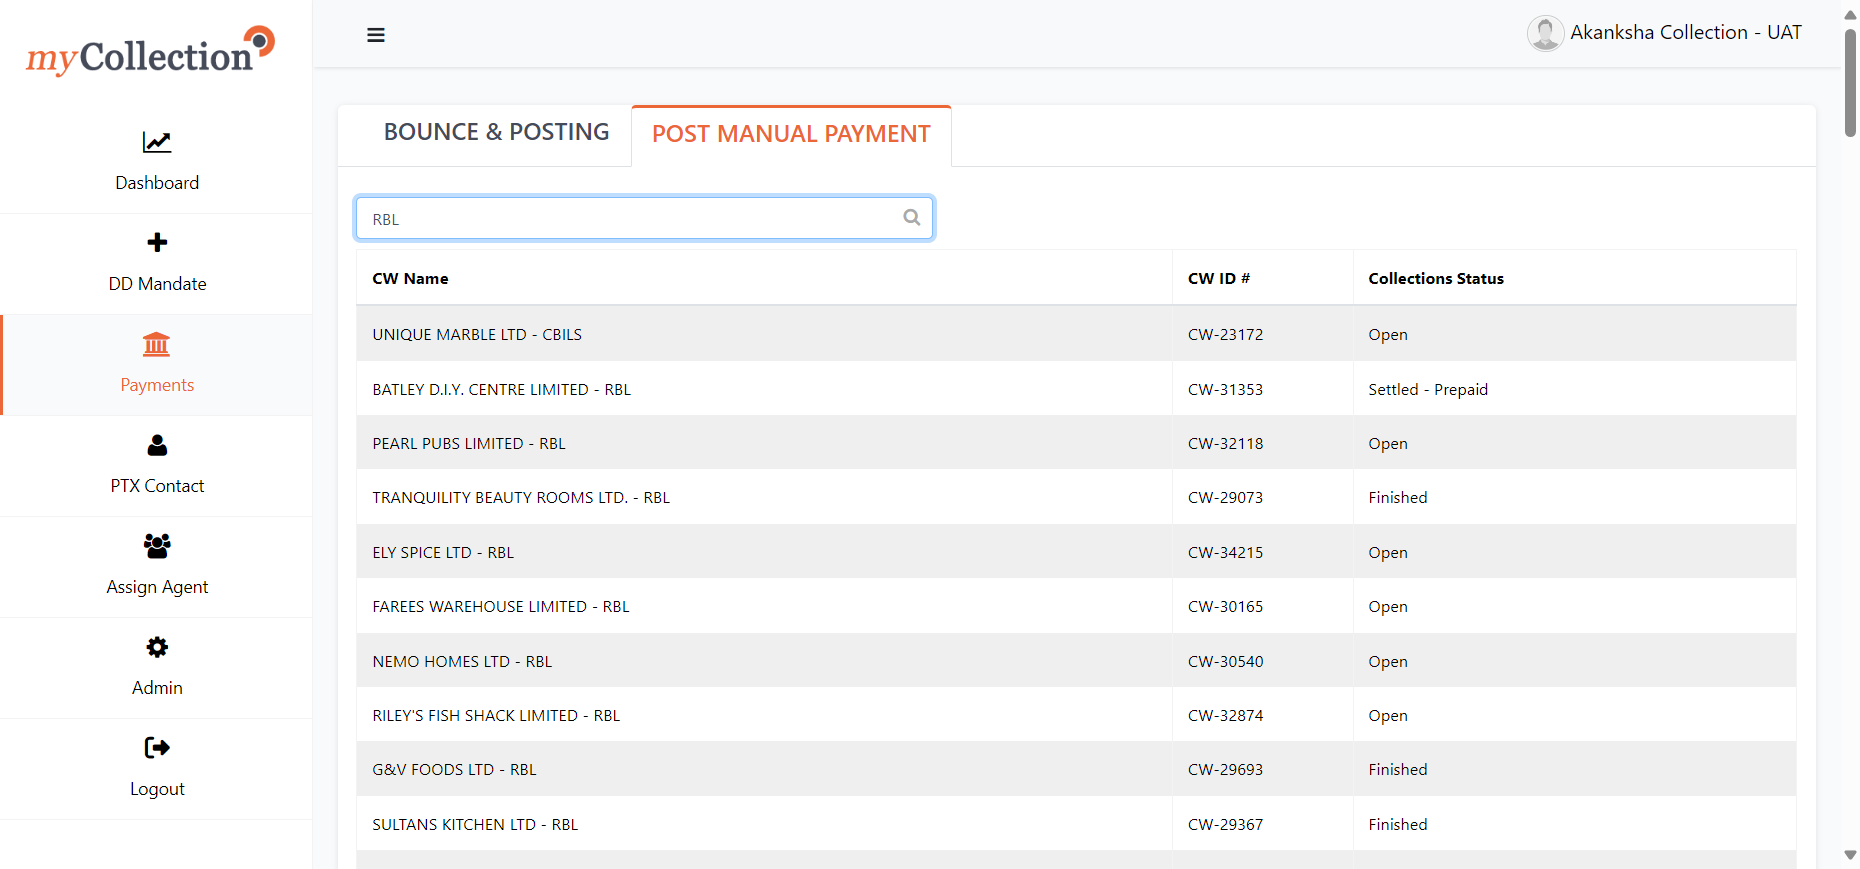 myCollection
Akanksha Collection - UAT
Dashboard
DD Mandate
Payments
PTX Contact
Assign Agent
Admin
Logout
BOUNCE & POSTING
POST MANUAL PAYMENT
RBL
CW Name CW ID # Collections Status
UNIQUE MARBLE LTD - CBILS CW-23172 Open
BATLEY D.I.Y. CENTRE LIMITED - RBL CW-31353 Settled - Prepaid
PEARL PUBS LIMITED - RBL CW-32118 Open
TRANQUILITY BEAUTY ROOMS LTD. - RBL CW-29073 Finished
ELY SPICE LTD - RBL CW-34215 Open
FAREES WAREHOUSE LIMITED - RBL CW-30165 Open
NEMO HOMES LTD - RBL CW-30540 Open
RILEY'S FISH SHACK LIMITED - RBL CW-32874 Open
G&V FOODS LTD - RBL CW-29693 Finished
SULTANS KITCHEN LTD - RBL CW-29367 Finished